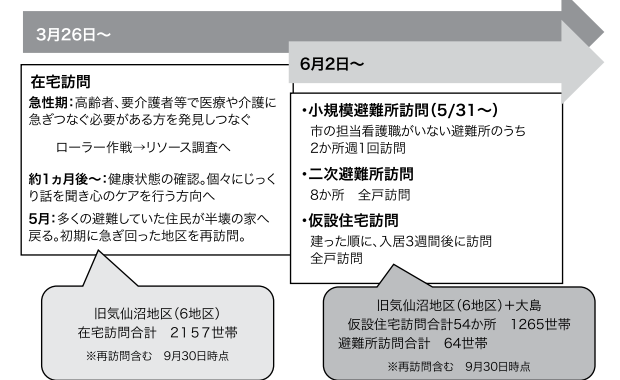 3月26日～
6月2日～
在宅訪問
急性期：高齢者、要介護者等で医療や介護に
急ぎつなぐ必要がある方を発見しつなぐ
ローラー作戦→リソース調査へ
約1ヵ月後～：健康状態の確認。個々にじっく
り話を聞き心のケアを行う方向へ
5月：多くの避難していた住民が半壊の家へ
戻る。初期に急ぎ回った地区を再訪問。
・小規模避難所訪問（5/31～）
市の担当看護職がいない避難所のうち
2か所週1回訪問
・二次避難所訪問
8か所　全戸訪問
・仮設住宅訪問
建った順に、入居3週間後に訪問
全戸訪問
旧気仙沼地区（6地区）
在宅訪問合計　2157世帯
※再訪問含む　9月30日時点
旧気仙沼地区（6地区）＋大島
仮設住宅訪問合計54か所　1265世帯
避難所訪問合計　64世帯
※再訪問含む　9月30日時点